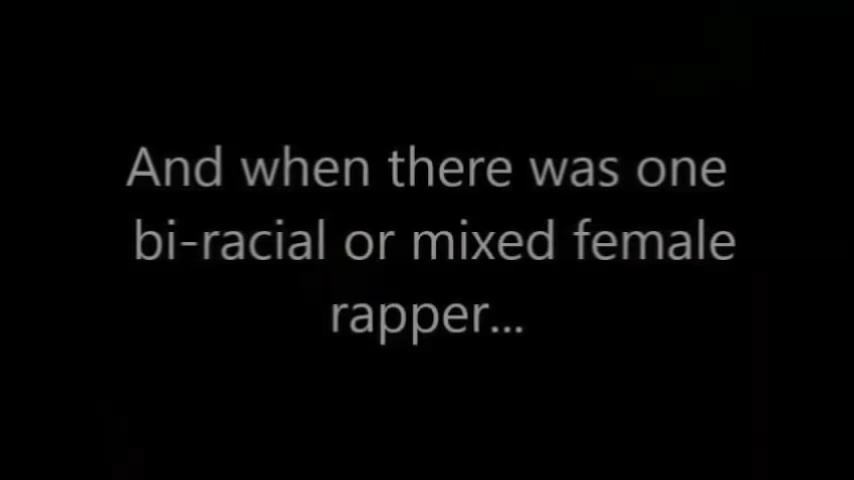 And when there was one
bi-racial or mixed female
rapper...